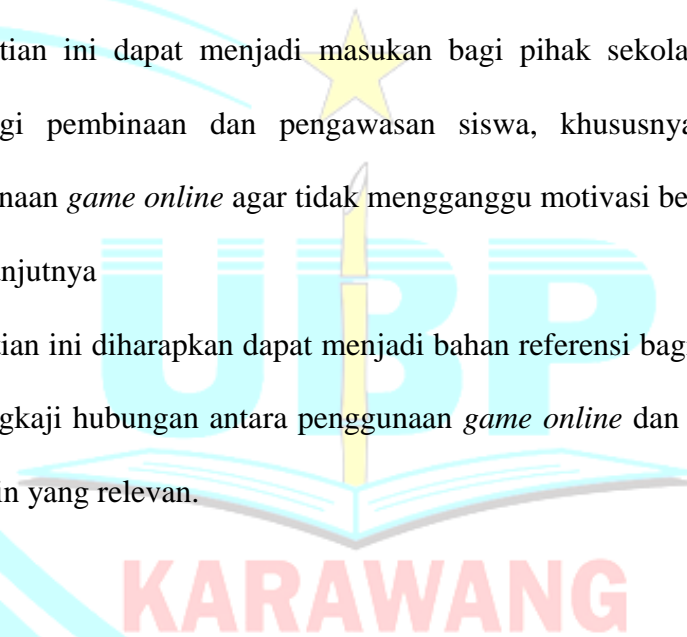 tian ini dapat menjadi masukan bagi pihak sekola
gi pembinaan dan pengawasan siswa, khususnya
naan game online agar tidak mengganggu motivasi be
njutnya
tian ini diharapkan dapat menjadi bahan referensi bag
gkaji hubungan antara penggunaan game online dan
in yang relevan.
UBP
KARAWANG